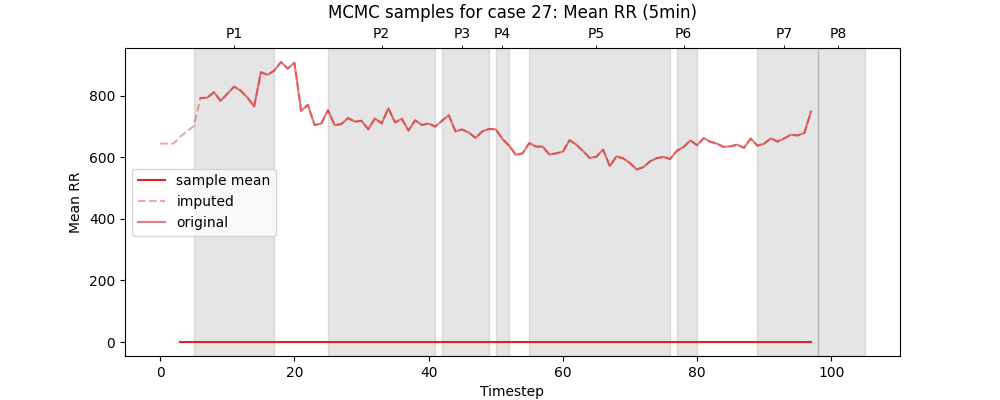 MCMC samples for case 27: Mean RR (5min)
P1 P2 P3 P4 P5 P6 P7 P8
800
600
400
200
0
Mean RR
sample mean
imputed
original
0 20 40 60 80 100
Timestep